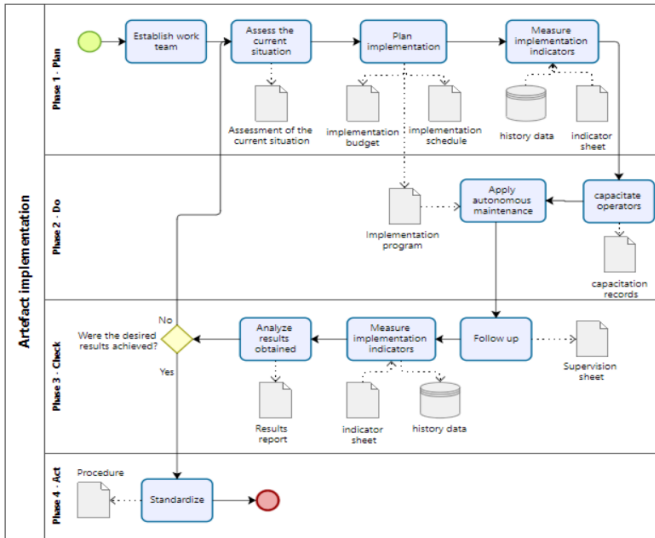 Artefact implementation
Phase 1 - Plan
Establish work
team
Assess the
current
situation
Plan
implementation
Measure
implementation
indicators
Assessment of the
current situation
implementation
budget
implementation
schedule
history data
indicator
sheet
Phase 2 - Do
Implementation
program
Apply
autonomous
maintenance
capacitate
operators
capacitation
records
Phase 3 - Check
No
Were the desired
results achieved?
Yes
Analyze
results
obtained
Measure
implementation
indicators
Follow up
Supervision
sheet
Results
report
indicator
sheet
history data
Phase 4 - Act
Procedure
Standardize